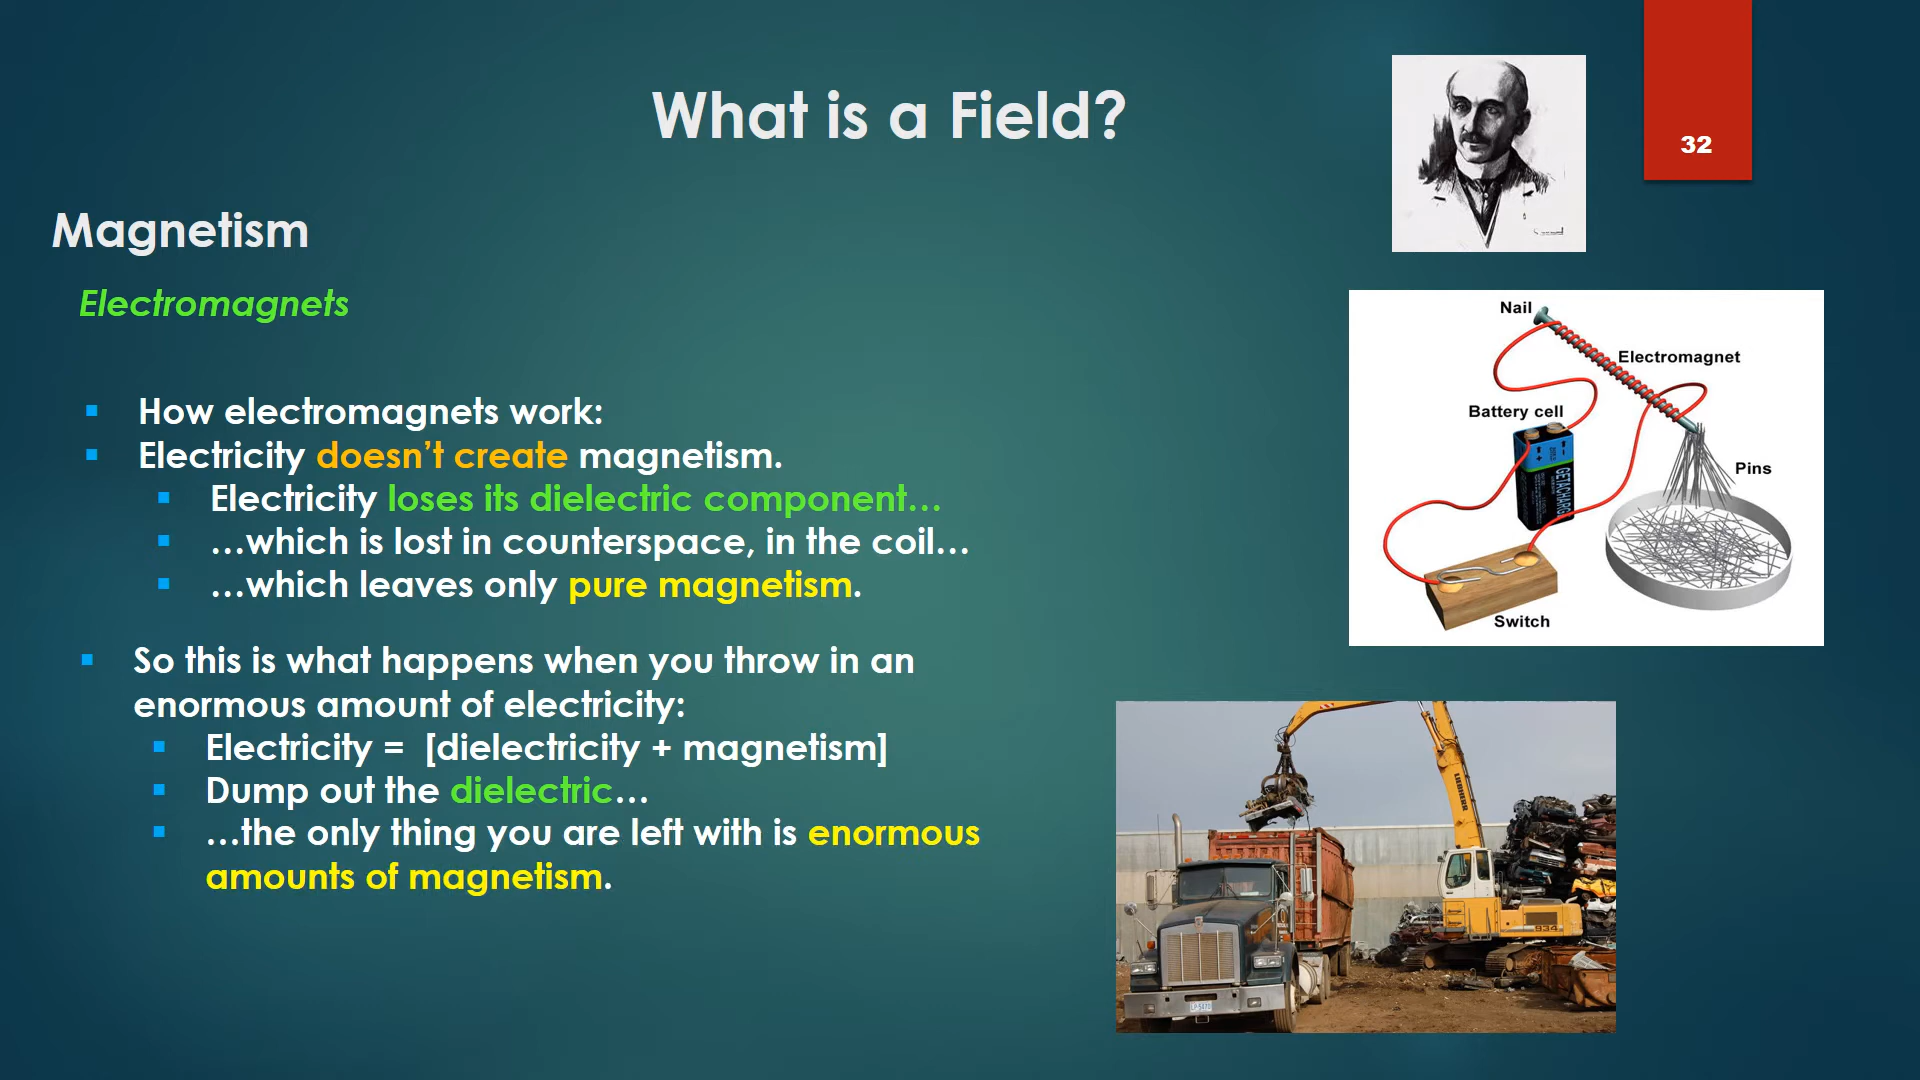 What is a Field?
32
Magnetism
Electromagnets
How electromagnets work:
Electricity doesn't create magnetism.
Electricity loses its dielectric component…
…which is lost in counterspace, in the coil…
…which leaves only pure magnetism.
So this is what happens when you throw in an
enormous amount of electricity:
Electricity = [dielectricity + magnetism]
Dump out the dielectric…
…the only thing you are left with is enormous
amounts of magnetism.
Nail
Electromagnet
Battery cell
Pins
GETACHARG
Switch
LIEBHERR
934